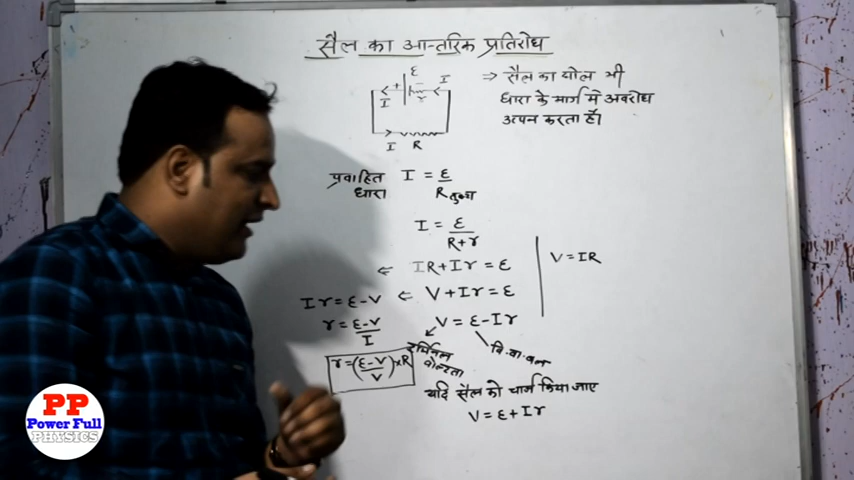 सैल का आन्तरिक प्रतिरोध
ε
I
+
I
r
I R
⇒ सैल का घोल भी
धारा के मार्ग में अवरोध
उत्पन करता है।
प्रवाहित
धारा
I = ε
R तुल्य
I = ε
R+r
⇐ IR+Ir = ε
V = IR
Ir = ε-V ⇐ V+Ir = ε
r = ε-V
I
V = ε-Ir
टर्मिनल
वोल्टता
वि. वा. बल
r = (ε-V/V)×R
यदि सैल को चार्ज किया जाए
V = ε+Ir
PP
Power Full
PHYSICS